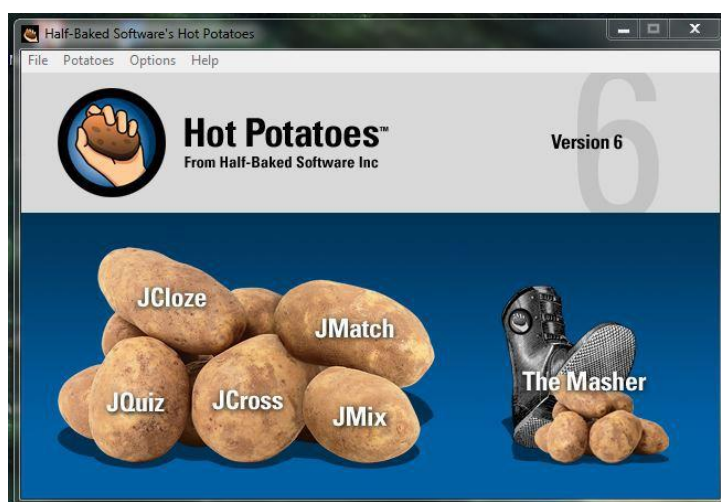 Half-Baked Software's Hot Potatoes
File Potatoes Options Help
Hot Potatoes™
From Half-Baked Software Inc
Version 6
6
JCloze
JMatch
JQuiz
JCross
JMix
The Masher